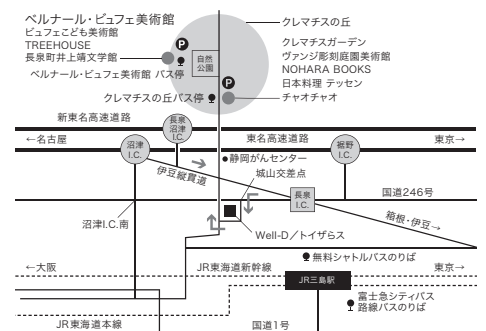 ベルナール・ビュフェ美術館
ビュフェこども美術館
TREEHOUSE
長泉町井上靖文学館
ベルナール・ビュフェ美術館 バス停
P
自然
公園
P
クレマチスの丘
クレマチスガーデン
ヴァンジ彫刻庭園美術館
NOHARA BOOKS
日本料理 テッセン
チャオチャオ
クレマチスの丘バス停
新東名高速道路
長泉
沼津
I.C.
←名古屋
沼津
I.C.
東名高速道路
裾野
I.C.
東京→
静岡がんセンター
伊豆縦貫道
城山交差点
長泉
I.C.
国道246号
沼津I.C.南
箱根・伊豆→
Well-D／トイザらス
無料シャトルバスのりば
←大阪
JR東海道新幹線
東京→
JR三島駅
富士急シティバス
路線バスのりば
JR東海道本線
国道1号